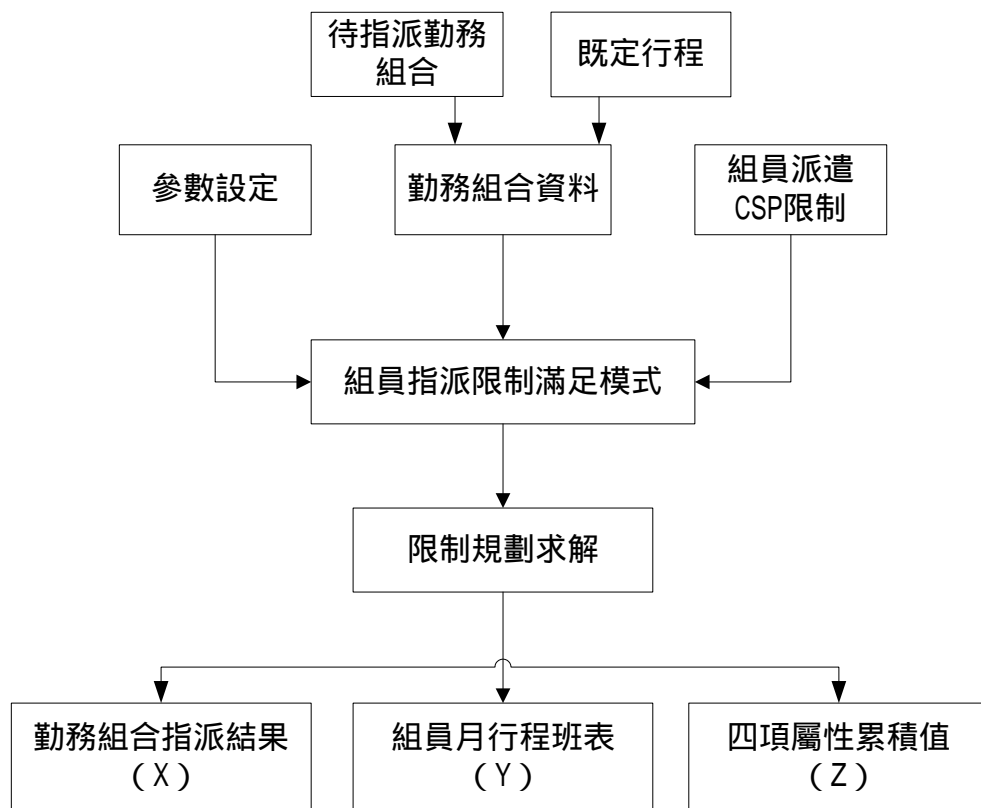 待指派勤務
組合
既定行程
參數設定
勤務組合資料
組員派遣
CSP限制
組員指派限制滿足模式
限制規劃求解
勤務組合指派結果
（X）
組員月行程班表
（Y）
四項屬性累積值
（Z）